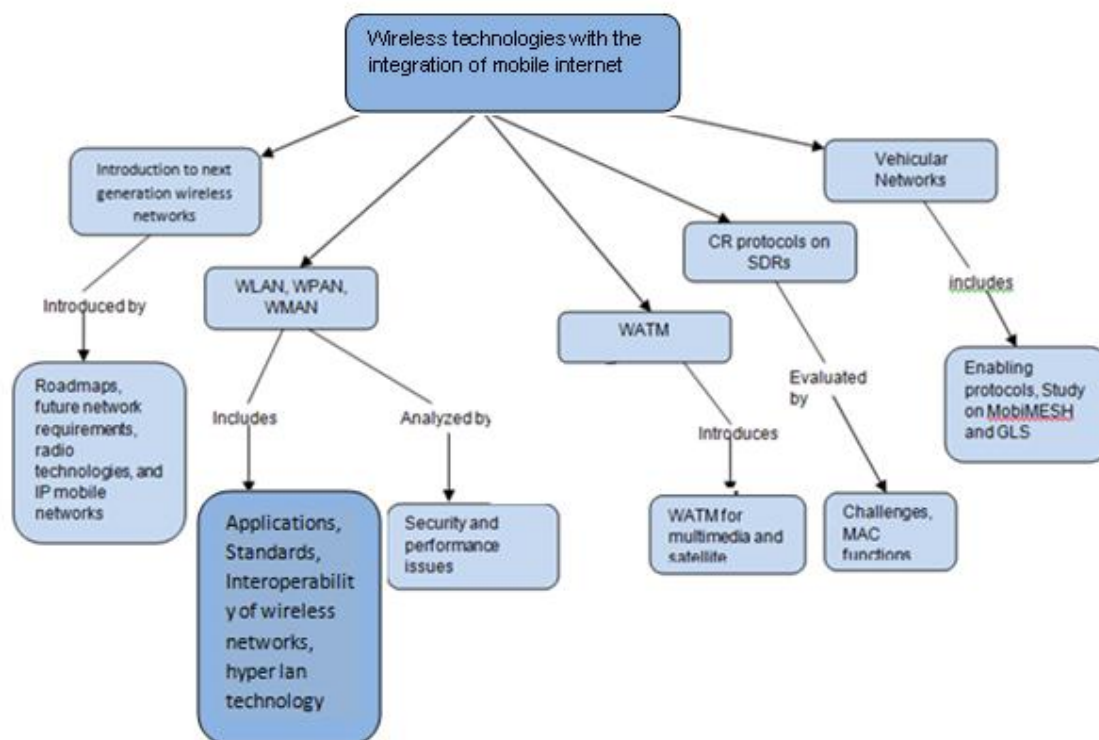 Wireless technologies with the
integration of mobile internet
Introduction to next
generation wireless
networks
Vehicular
Networks
CR protocols on
SDRs
WLAN, WPAN,
WMAN
WATM
Introduced by
includes
Roadmaps,
future network
requirements,
radio
technologies, and
IP mobile
networks
Includes
Analyzed by
Introduces
Evaluated
by
Enabling
protocols, Study
on MobiMESH
and GLS
Applications,
Standards,
Interoperabilit
y of wireless
networks,
hyper lan
technology
Security and
performance
issues
WATM for
multimedia and
satellite
Challenges,
MAC
functions